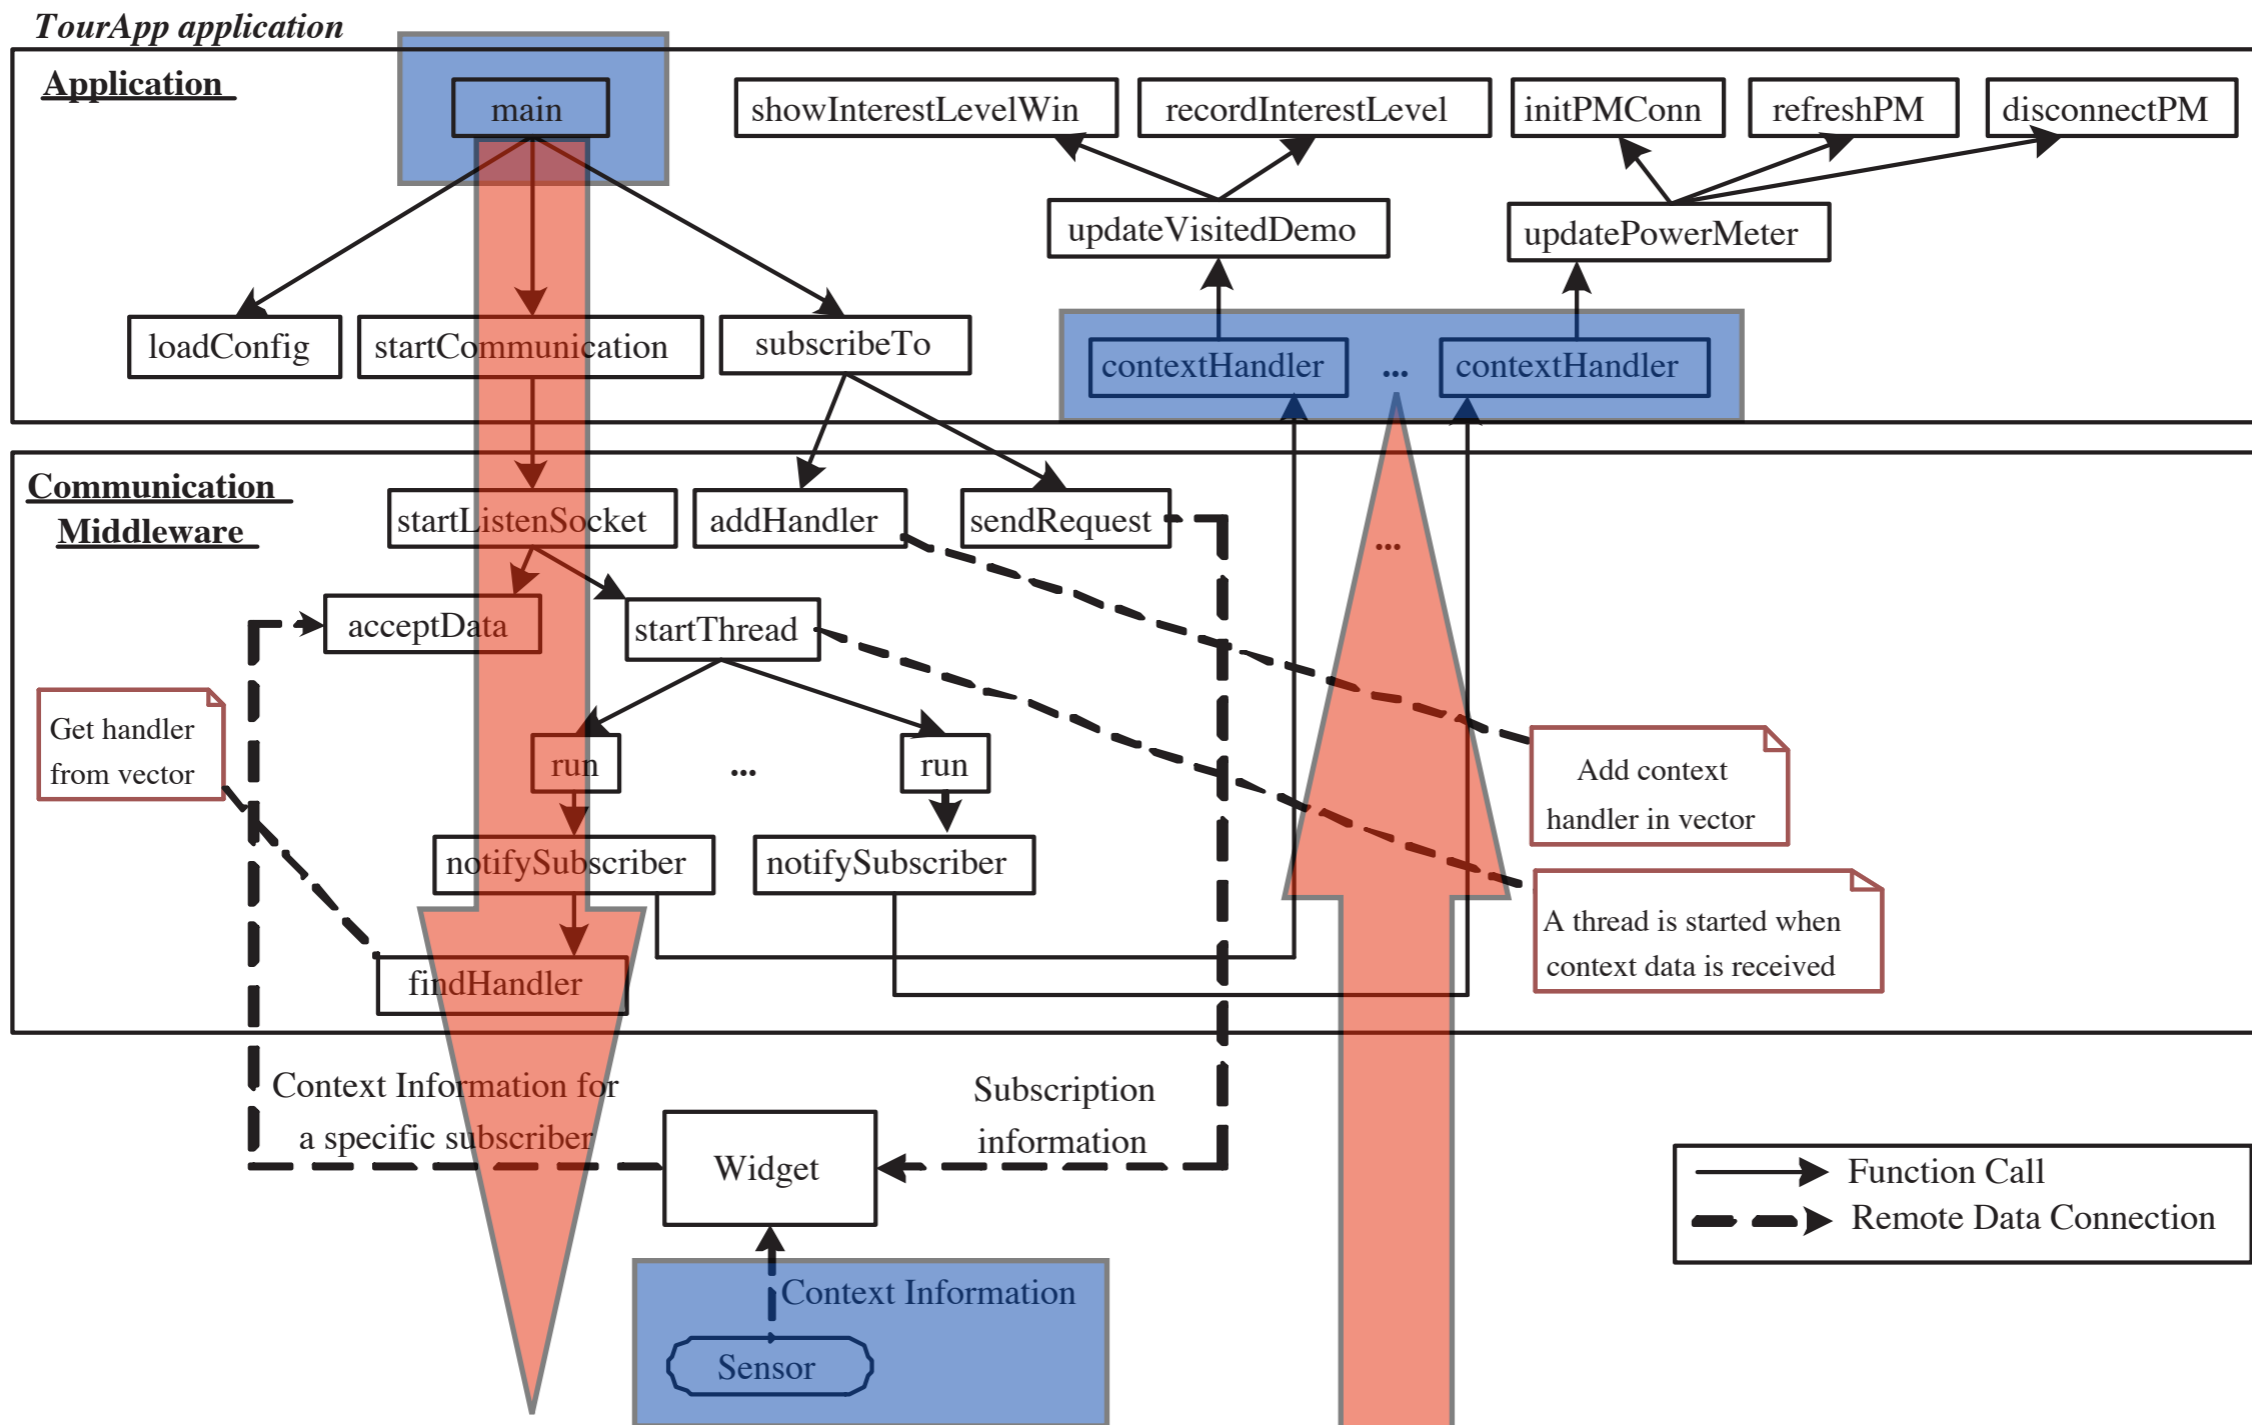 TourApp application
Application
main
showInterestLevelWin
recordInterestLevel
initPMConn
refreshPM
disconnectPM
updateVisitedDemo
updatePowerMeter
loadConfig
startCommunication
subscribeTo
contextHandler
...
contextHandler
Communication
Middleware
startListenSocket
addHandler
sendRequest
...
acceptData
startThread
Get handler
from vector
run
...
run
Add context
handler in vector
notifySubscriber
notifySubscriber
A thread is started when
context data is received
findHandler
Context Information for
a specific subscriber
Subscription
information
Widget
Function Call
Remote Data Connection
Context Information
Sensor